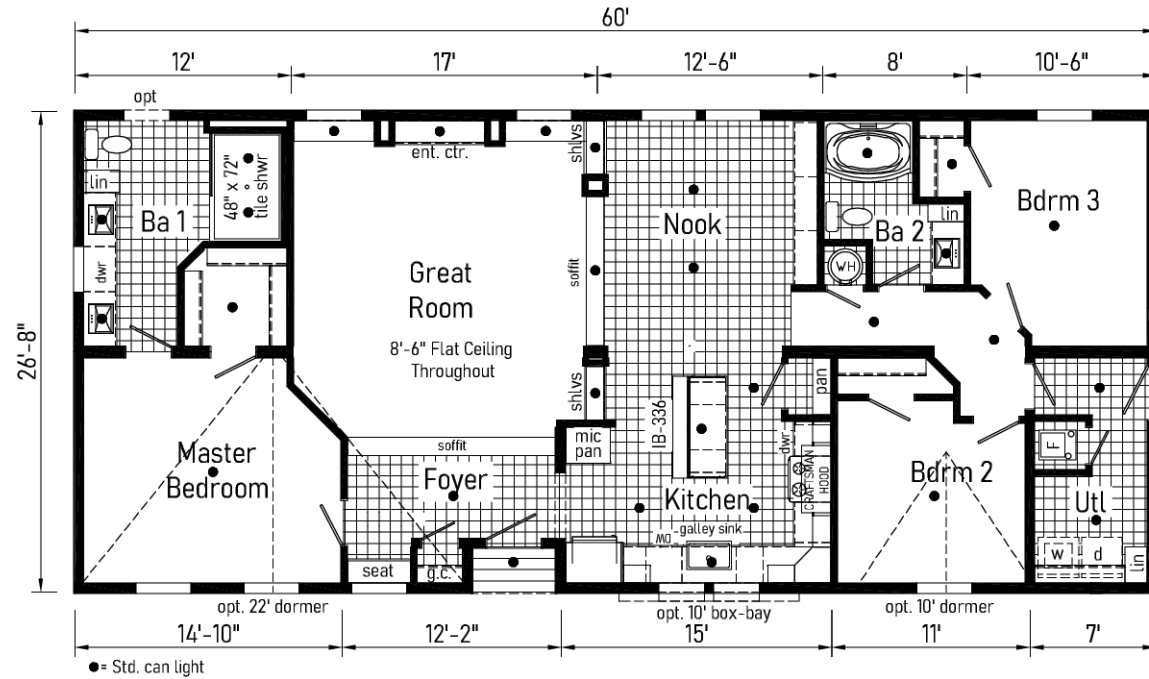 60'
12'
17'
12'-6"
8'
10'-6"
opt
26'-8"
lin
Ba 1
dwr
48" x 72"
tile shwr
ent. ctr.
shlvs
soffit
shlvs
Great
Room
8'-6" Flat Ceiling
Throughout
soffit
Nook
Ba 2
lin
WH
Bdrm 3
Master
Bedroom
Foyer
seat
g.c.
mic
pan
IB-336
Kitchen
galley sink
DW
dwr
CRAFTSMAN
HOOD
pan
Bdrm 2
F
Utl
w
d
lin
opt. 22' dormer
opt. 10' box-bay
opt. 10' dormer
14'-10"
12'-2"
15'
11'
7'
= Std. can light